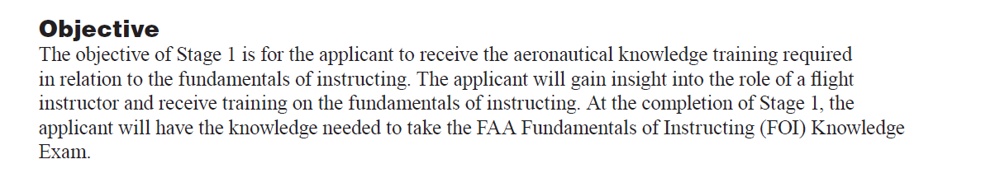 Objective
The objective of Stage 1 is for the applicant to receive the aeronautical knowledge training required
in relation to the fundamentals of instructing. The applicant will gain insight into the role of a flight
instructor and receive training on the fundamentals of instructing. At the completion of Stage 1, the
applicant will have the knowledge needed to take the FAA Fundamentals of Instructing (FOI) Knowledge
Exam.